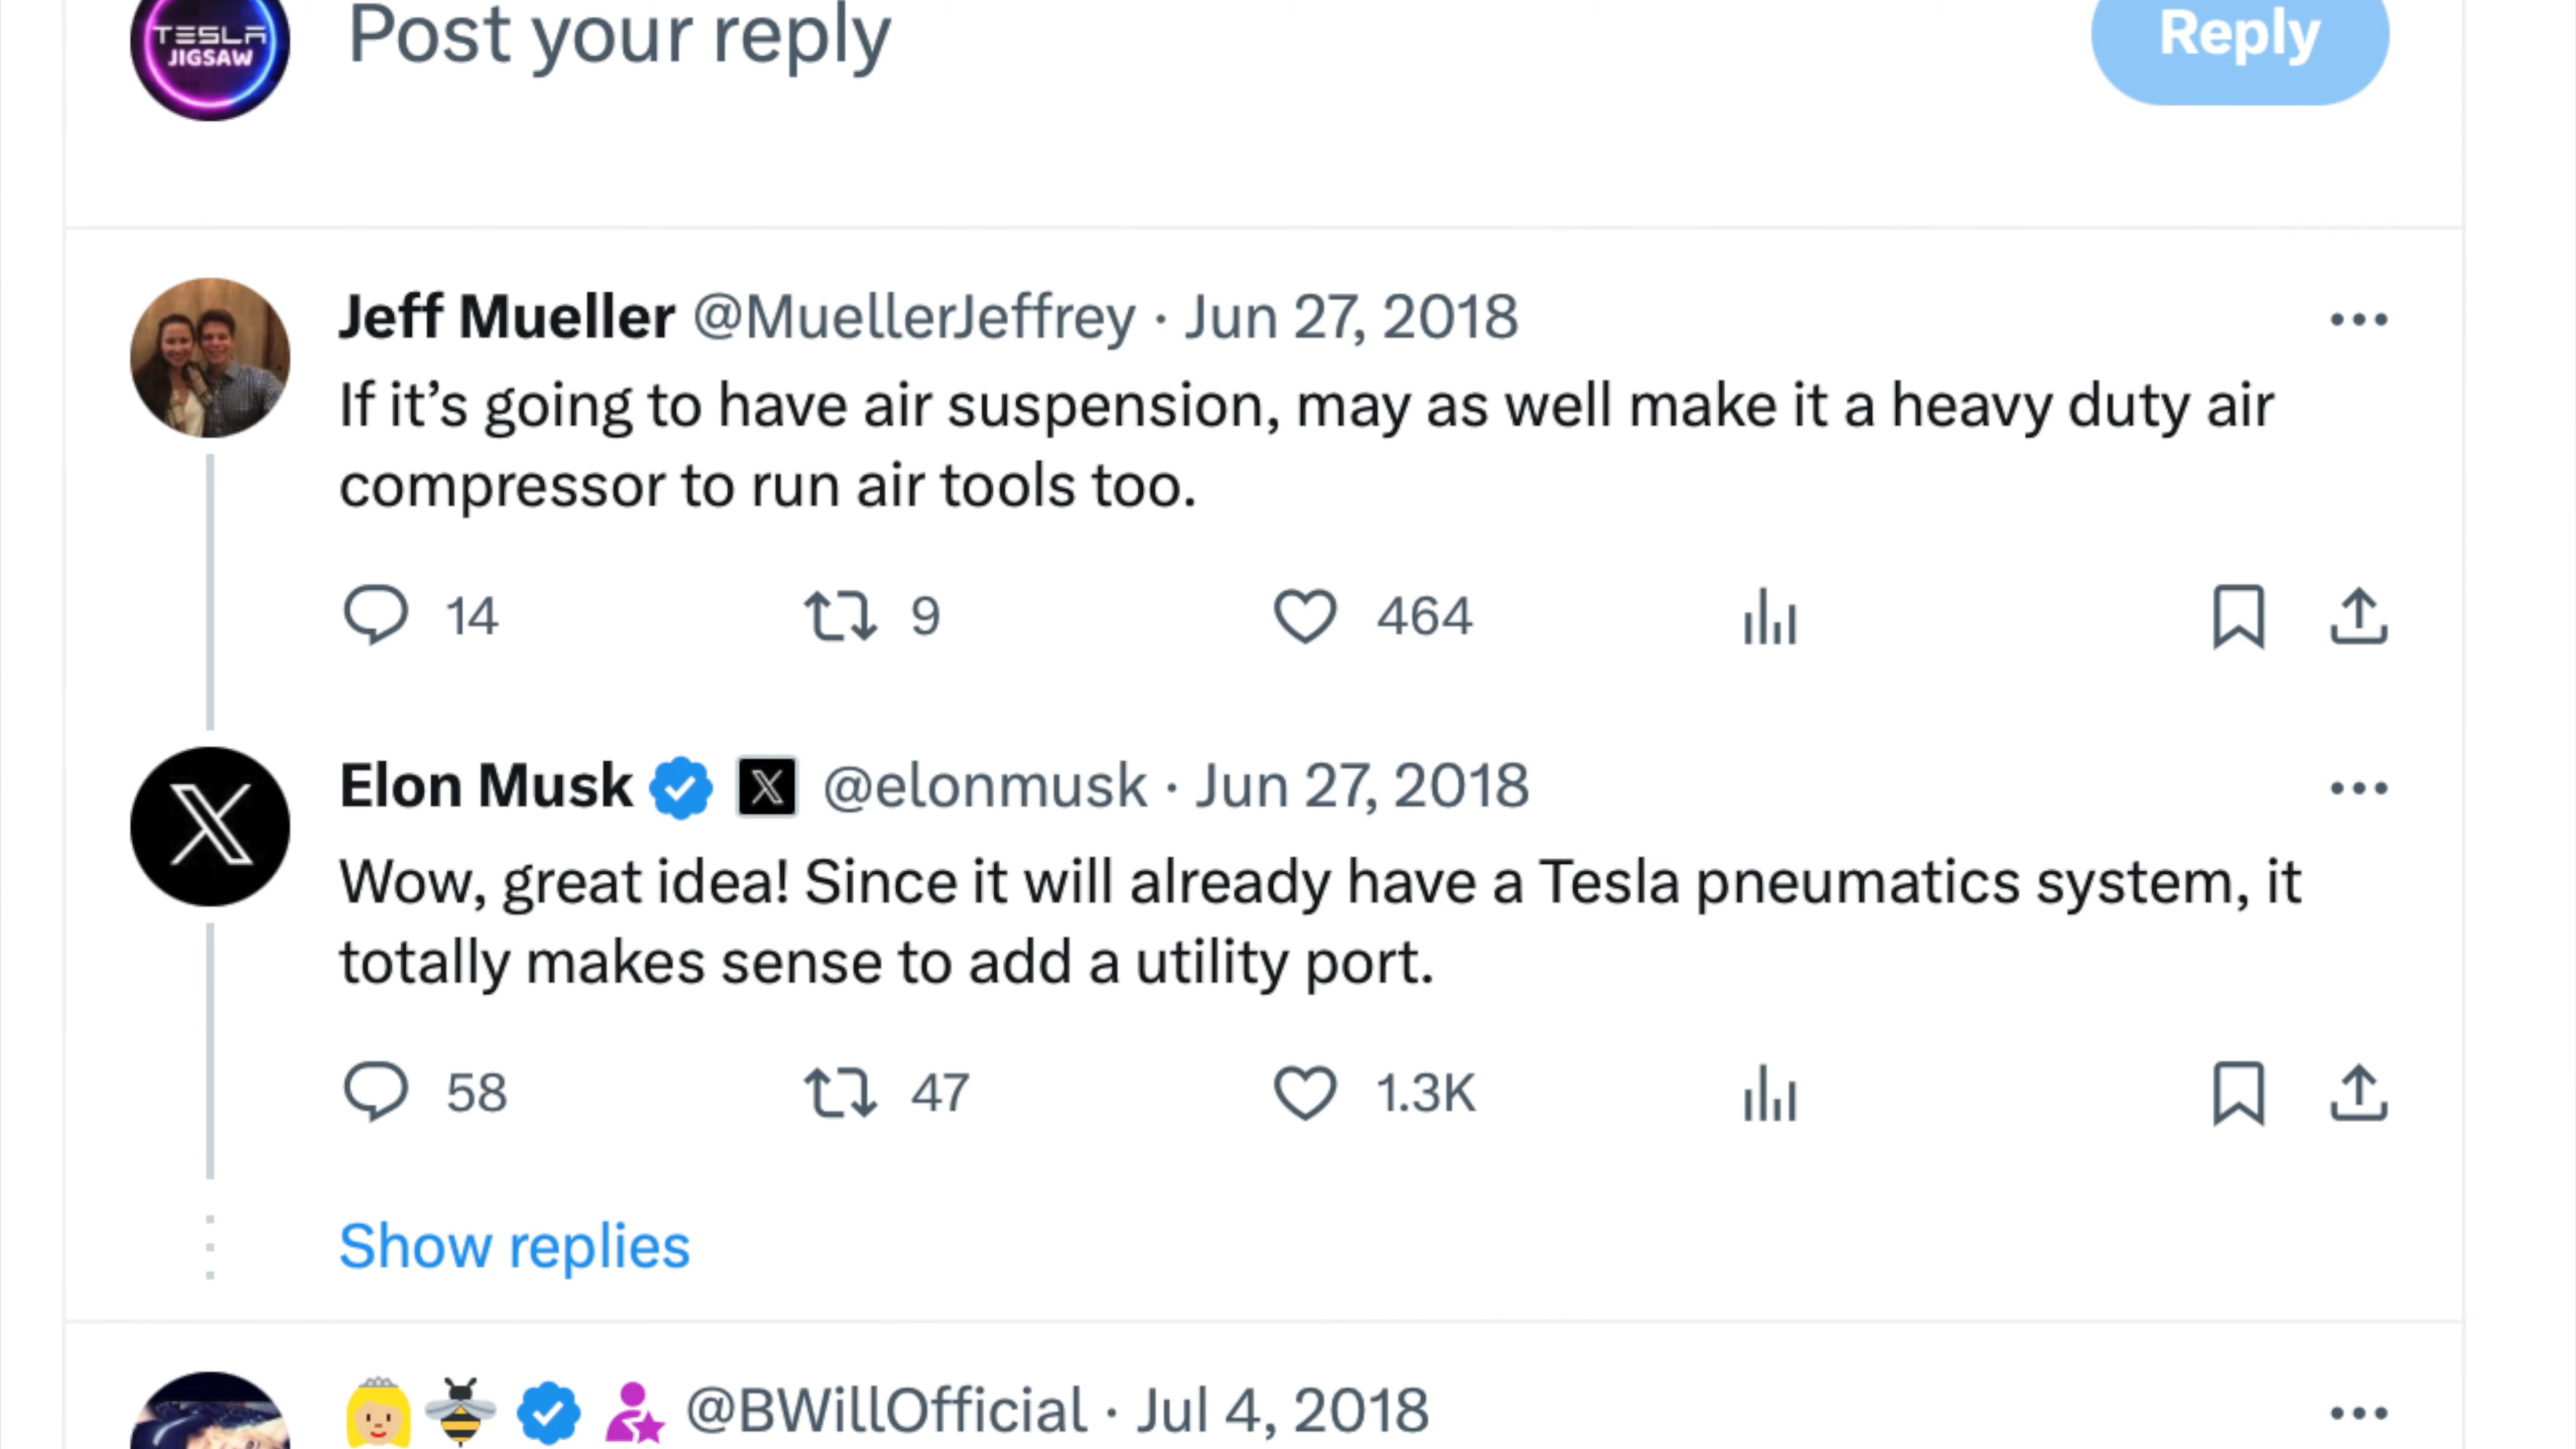 TESLA
JIGSAW
Post your reply
Reply
Jeff Mueller @MuellerJeffrey · Jun 27, 2018
If it’s going to have air suspension, may as well make it a heavy duty air
compressor to run air tools too.
14 9 464
Elon Musk X @elonmusk · Jun 27, 2018
Wow, great idea! Since it will already have a Tesla pneumatics system, it
totally makes sense to add a utility port.
58 47 1.3K
Show replies
@BWillOfficial · Jul 4, 2018